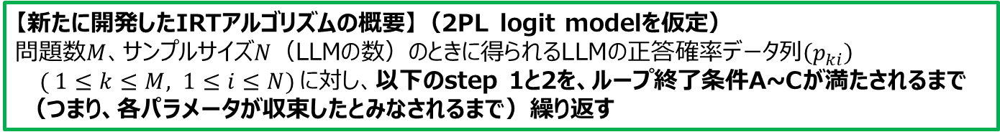 【新たに開発したIRTアルゴリズムの概要】（2PL logit modelを仮定）
問題数𝑀、サンプルサイズ𝑁（LLMの数）のときに得られるLLMの正答確率データ列(𝑝𝑘𝑖)
( 1 ≤ 𝑘 ≤ 𝑀, 1 ≤ 𝑖 ≤ 𝑁) に対し、以下のstep 1と2を、ループ終了条件A~Cが満たされるまで
（つまり、各パラメータが収束したとみなされるまで）繰り返す